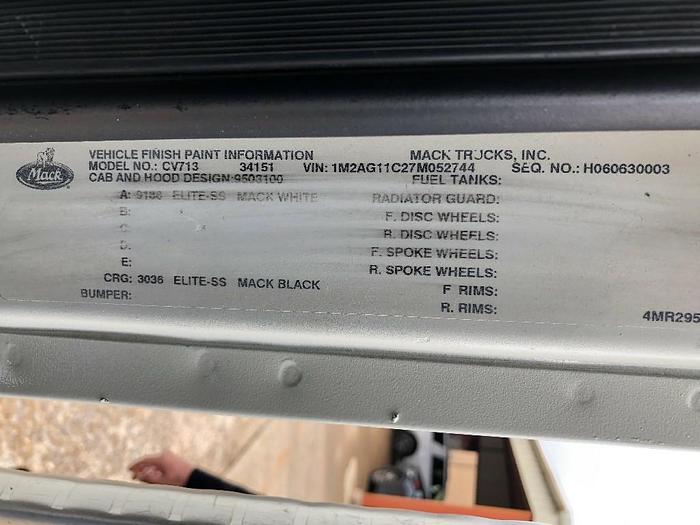 Mack
VEHICLE FINISH PAINT INFORMATION MACK TRUCKS, INC.
MODEL NO.: CV713 34151 VIN: 1M2AG11C27M052744 SEQ. NO.: H060630003
CAB AND HOOD DESIGN: 9503100 FUEL TANKS:
A: 9186 ELITE-SS MACK WHITE RADIATOR GUARD:
B: F. DISC WHEELS:
C: R. DISC WHEELS:
D: F. SPOKE WHEELS:
E: R. SPOKE WHEELS:
CRG: 3036 ELITE-SS MACK BLACK F RIMS:
BUMPER: R. RIMS:
4MR295